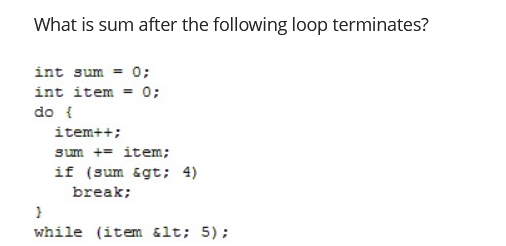 What is sum after the following loop terminates?
int sum = 0;
int item = 0;
do {
item++;
sum += item;
if (sum &gt; 4)
break;
}
while (item &lt; 5);